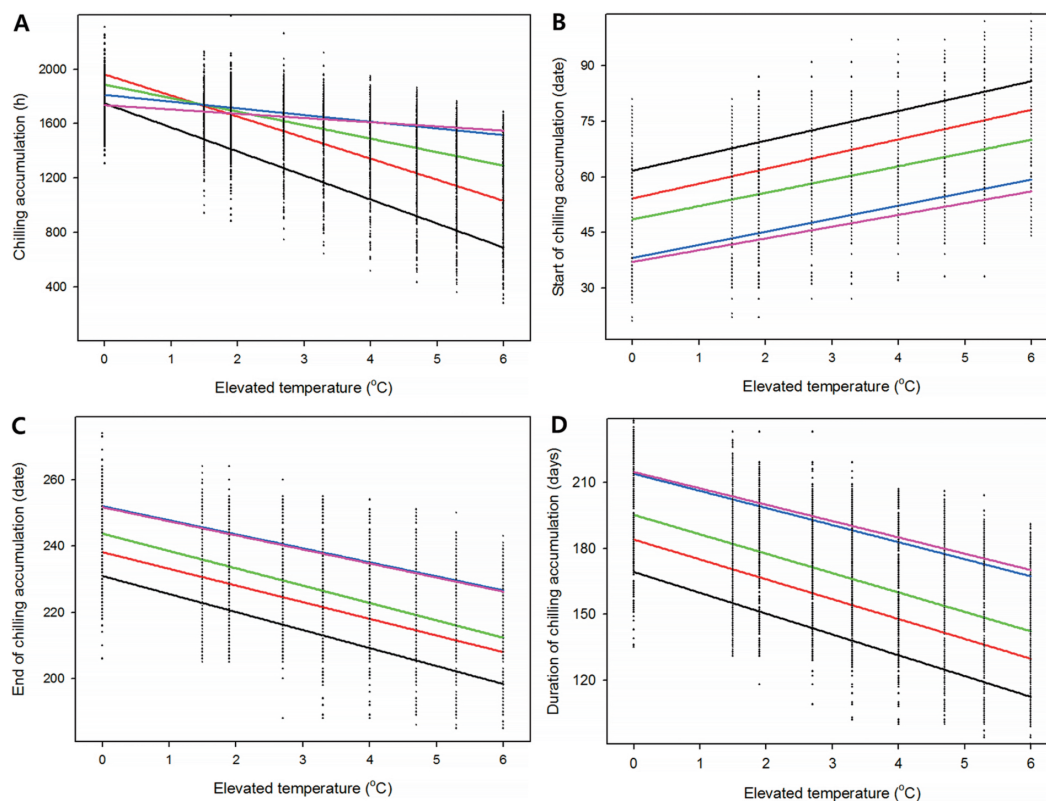 A
Chilling accumulation (h)
2000
1600
1200
800
400
0 1 2 3 4 5 6
Elevated temperature (°C)
B
Start of chilling accumulation (date)
90
75
60
45
30
0 1 2 3 4 5 6
Elevated temperature (°C)
C
End of chilling accumulation (date)
260
240
220
200
0 1 2 3 4 5 6
Elevated temperature (°C)
D
Duration of chilling accumulation (days)
210
180
150
120
0 1 2 3 4 5 6
Elevated temperature (°C)